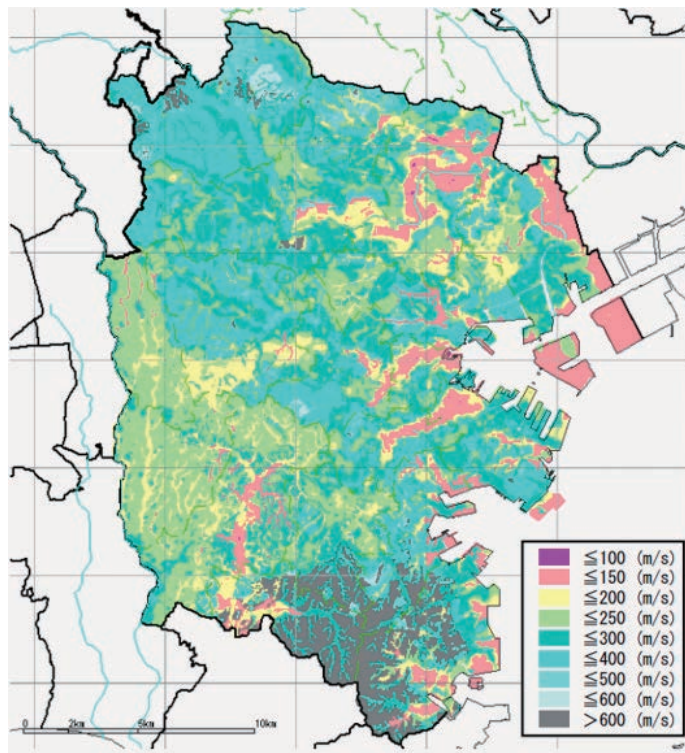 ≦100 (m/s)
≦150 (m/s)
≦200 (m/s)
≦250 (m/s)
≦300 (m/s)
≦400 (m/s)
≦500 (m/s)
≦600 (m/s)
>600 (m/s)
0 2km 5km 10km